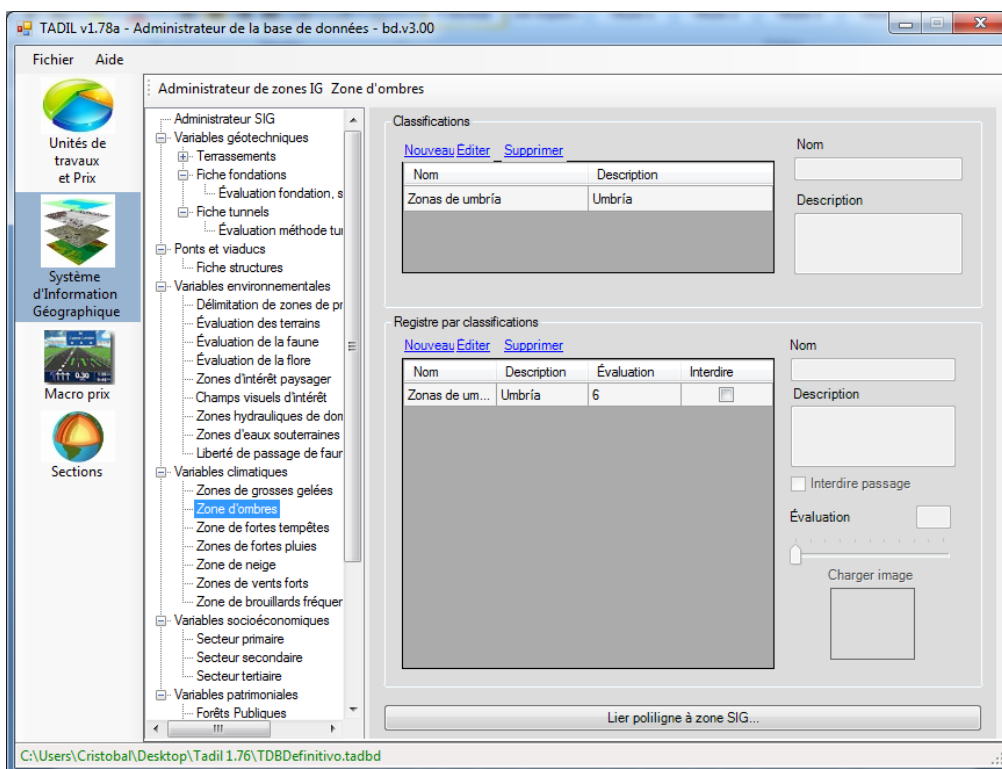 TADIL v1.78a - Administrateur de la base de données - bd.v3.00
Fichier Aide
Unités de
travaux
et Prix
Système
d'Information
Géographique
Macro prix
Sections
Administrateur de zones IG Zone d'ombres
Administrateur SIG
Variables géotechniques
Terrassements
Fiche fondations
Évaluation fondation, s
Fiche tunnels
Évaluation méthode tur
Ponts et viaducs
Fiche structures
Variables environnementales
Délimitation de zones de pr
Évaluation des terrains
Évaluation de la faune
Évaluation de la flore
Zones d'intérêt paysager
Champs visuels d'intérêt
Zones hydrauliques de don
Zones d'eaux souterraines
Liberté de passage de faur
Variables climatiques
Zones de grosses gelées
Zone d'ombres
Zone de fortes tempêtes
Zones de fortes pluies
Zone de neige
Zones de vents forts
Zone de brouillards fréquer
Variables socioéconomiques
Secteur primaire
Secteur secondaire
Secteur tertiaire
Variables patrimoniales
Forêts Publiques
Classifications
Nouveau Éditer Supprimer
Nom Description
Zonas de umbría Umbría
Nom
Description
Registre par classifications
Nouveau Éditer Supprimer
Nom Description Évaluation Interdire
Zonas de um... Umbría 6
Nom
Description
Interdire passage
Évaluation
Charger image
Lier poliligne à zone SIG...
C:\Users\Cristobal\Desktop\Tadil 1.76\TDBDefinitivo.tadbd